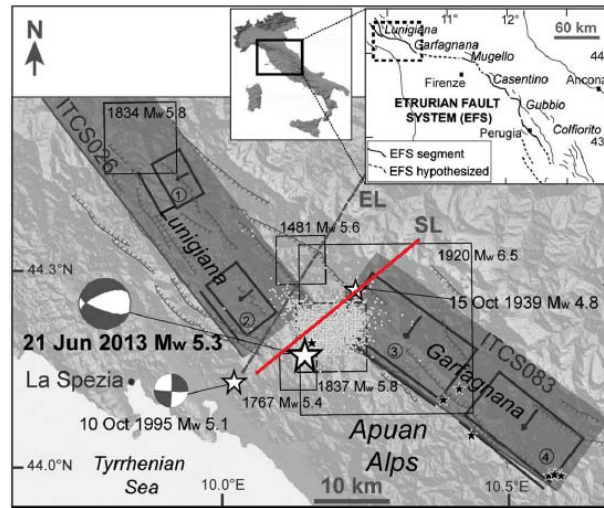 N
Lunigiana
Garfagnana
11°
12°
13°
60 km
Mugello
44°
Firenze
Casentino
Ancona
ETRURIAN FAULT
SYSTEM (EFS)
Gubbio
Perugia
Colfiorito
43°
EFS segment
EFS hypothesized
ITCS026
1834 Mw 5.8
1
Lunigiana
EL
SL
1481 Mw 5.6
1920 Mw 6.5
44.3°N
15 Oct 1939 Mw 4.8
2
21 Jun 2013 Mw 5.3
3
Garfagnana
ITCS083
La Spezia
1837 Mw 5.8
1767 Mw 5.4
10 Oct 1995 Mw 5.1
Apuan
Alps
4
44.0°N
Tyrrhenian
Sea
10.0°E
10 km
10.5°E